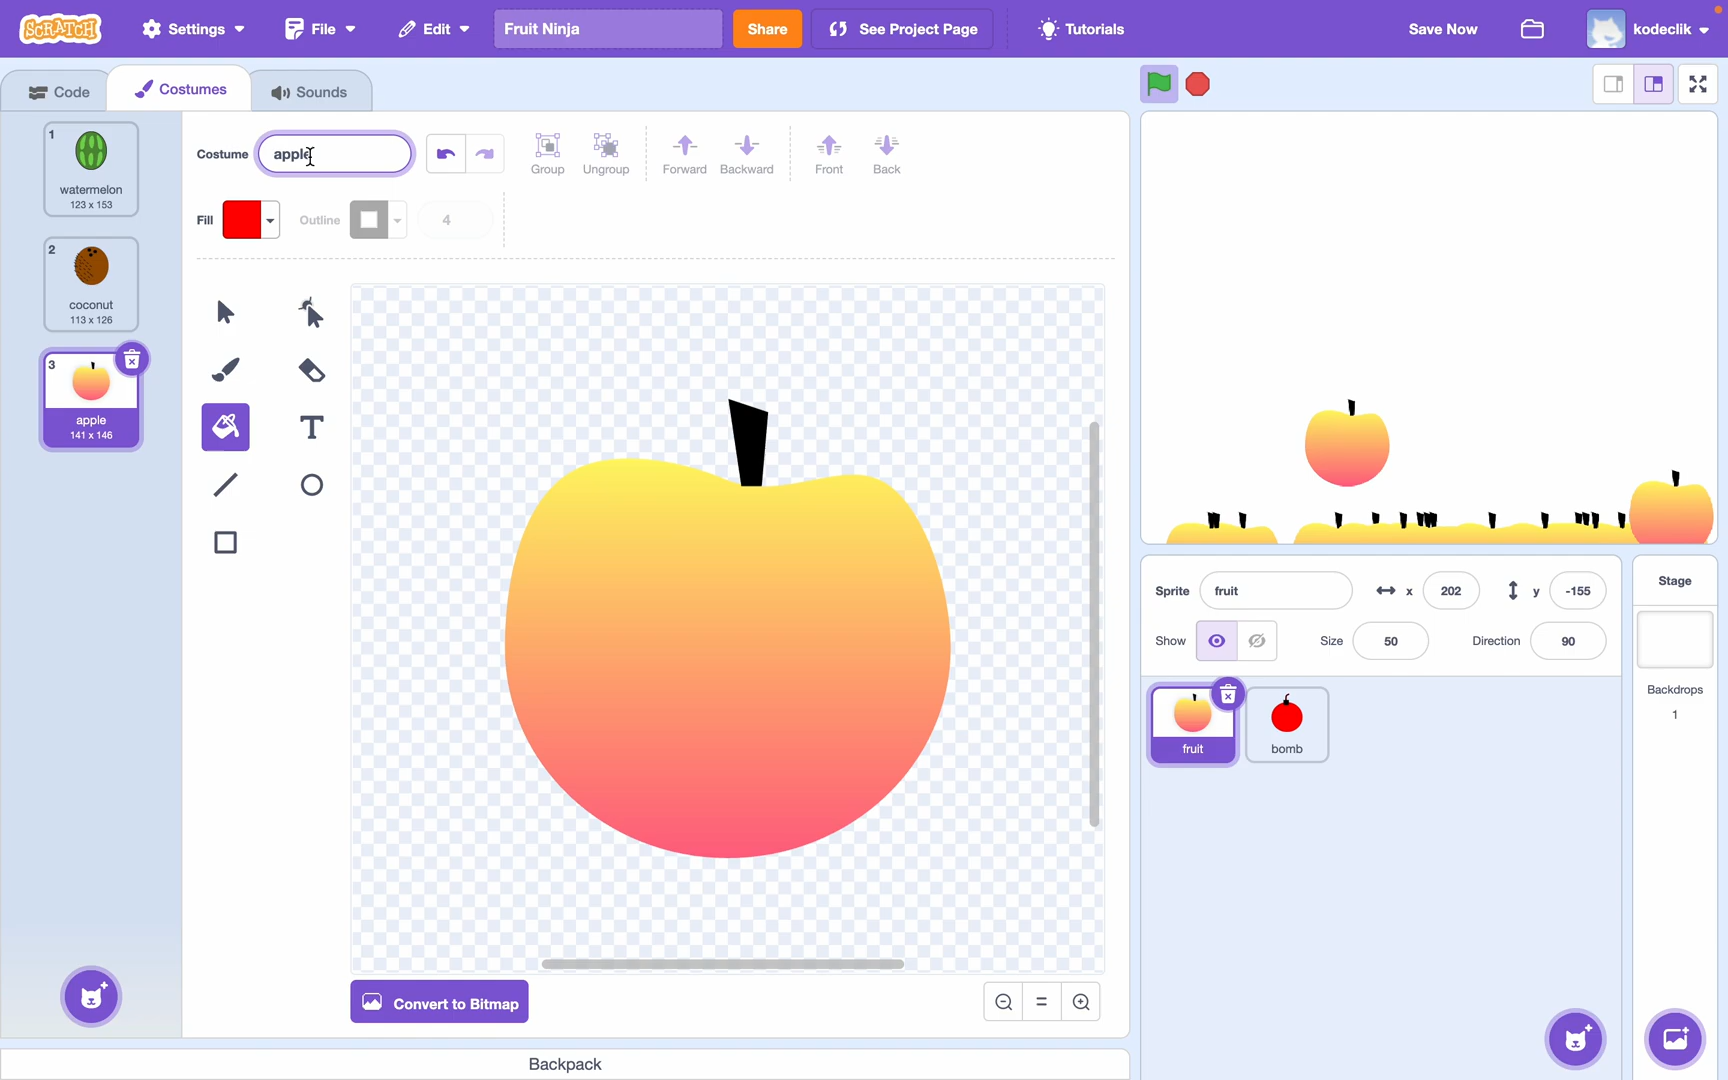 SCRATCH
Settings
File
Edit
Fruit Ninja
Share
See Project Page
Tutorials
Save Now
kodeclik
Code
Costumes
Sounds
1
watermelon
123 x 153
2
coconut
113 x 126
3
apple
141 x 146
Costume
apple
Group
Ungroup
Forward
Backward
Front
Back
Fill
Outline
4
T
Convert to Bitmap
=
Backpack
Sprite
fruit
x
202
y
-155
Show
Size
50
Direction
90
fruit
bomb
Stage
Backdrops
1